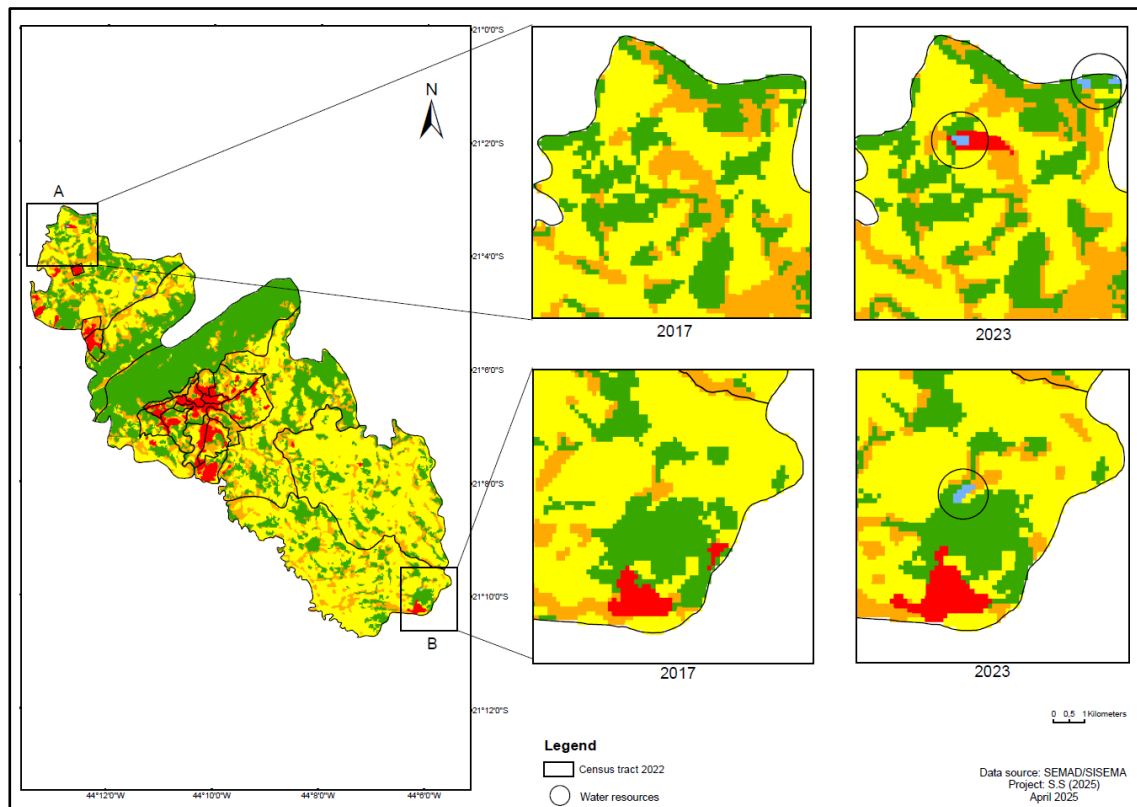 21°0'0"S
N
21°2'0"S
A
21°4'0"S
2017
2023
21°6'0"S
21°8'0"S
21°10'0"S
B
2017
2023
21°12'0"S
0 0,5 1 Kilometers
Legend
Census tract 2022
Water resources
Data source: SEMAD/SISEMA
Project: S.S (2025)
April 2025
44°12'0"W 44°10'0"W 44°8'0"W 44°6'0"W